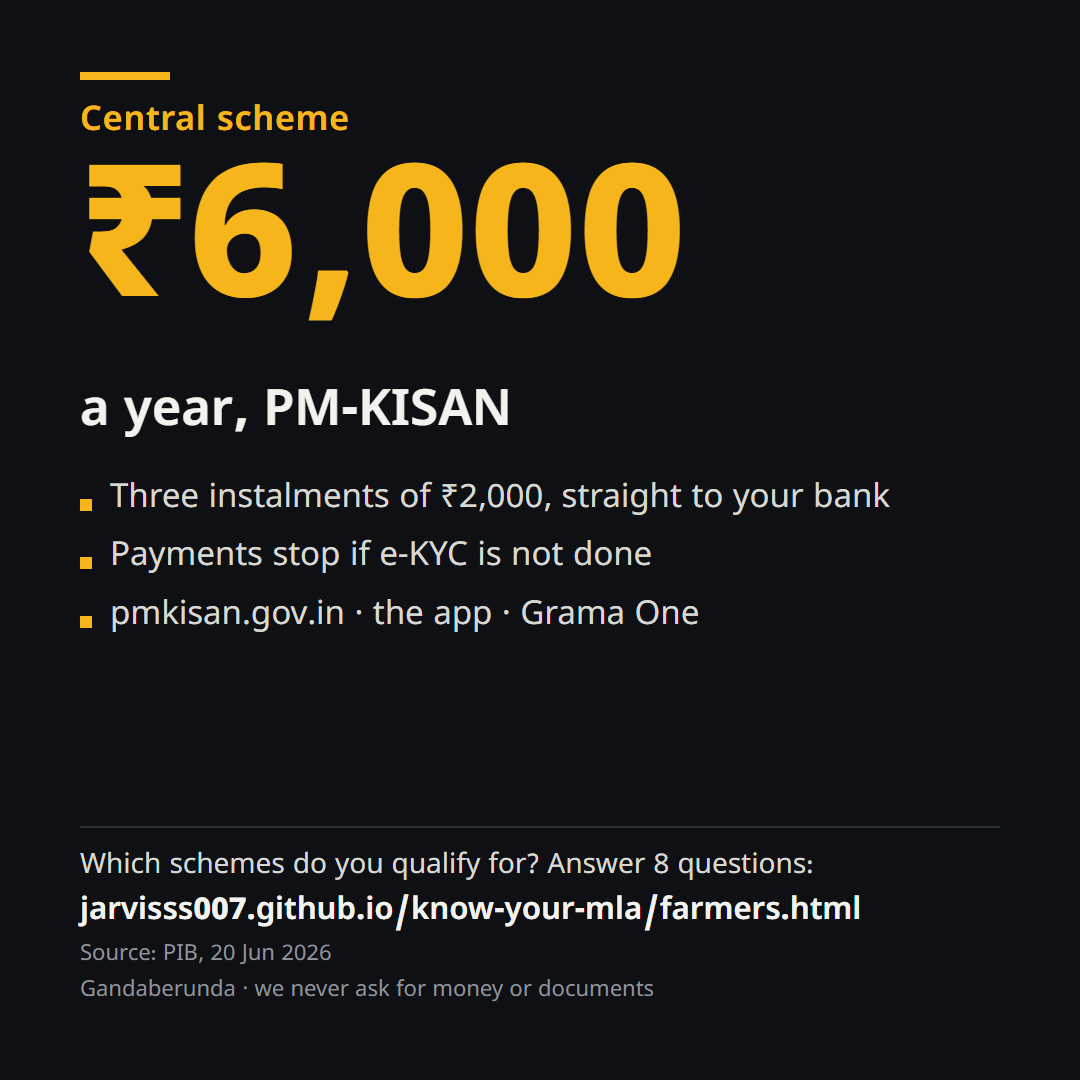 Central scheme
₹6,000
a year, PM-KISAN
Three instalments of ₹2,000, straight to your bank
Payments stop if e-KYC is not done
pmkisan.gov.in · the app · Grama One
Which schemes do you qualify for? Answer 8 questions:
jarvisss007.github.io/know-your-mla/farmers.html
Source: PIB, 20 Jun 2026
Gandaberunda · we never ask for money or documents